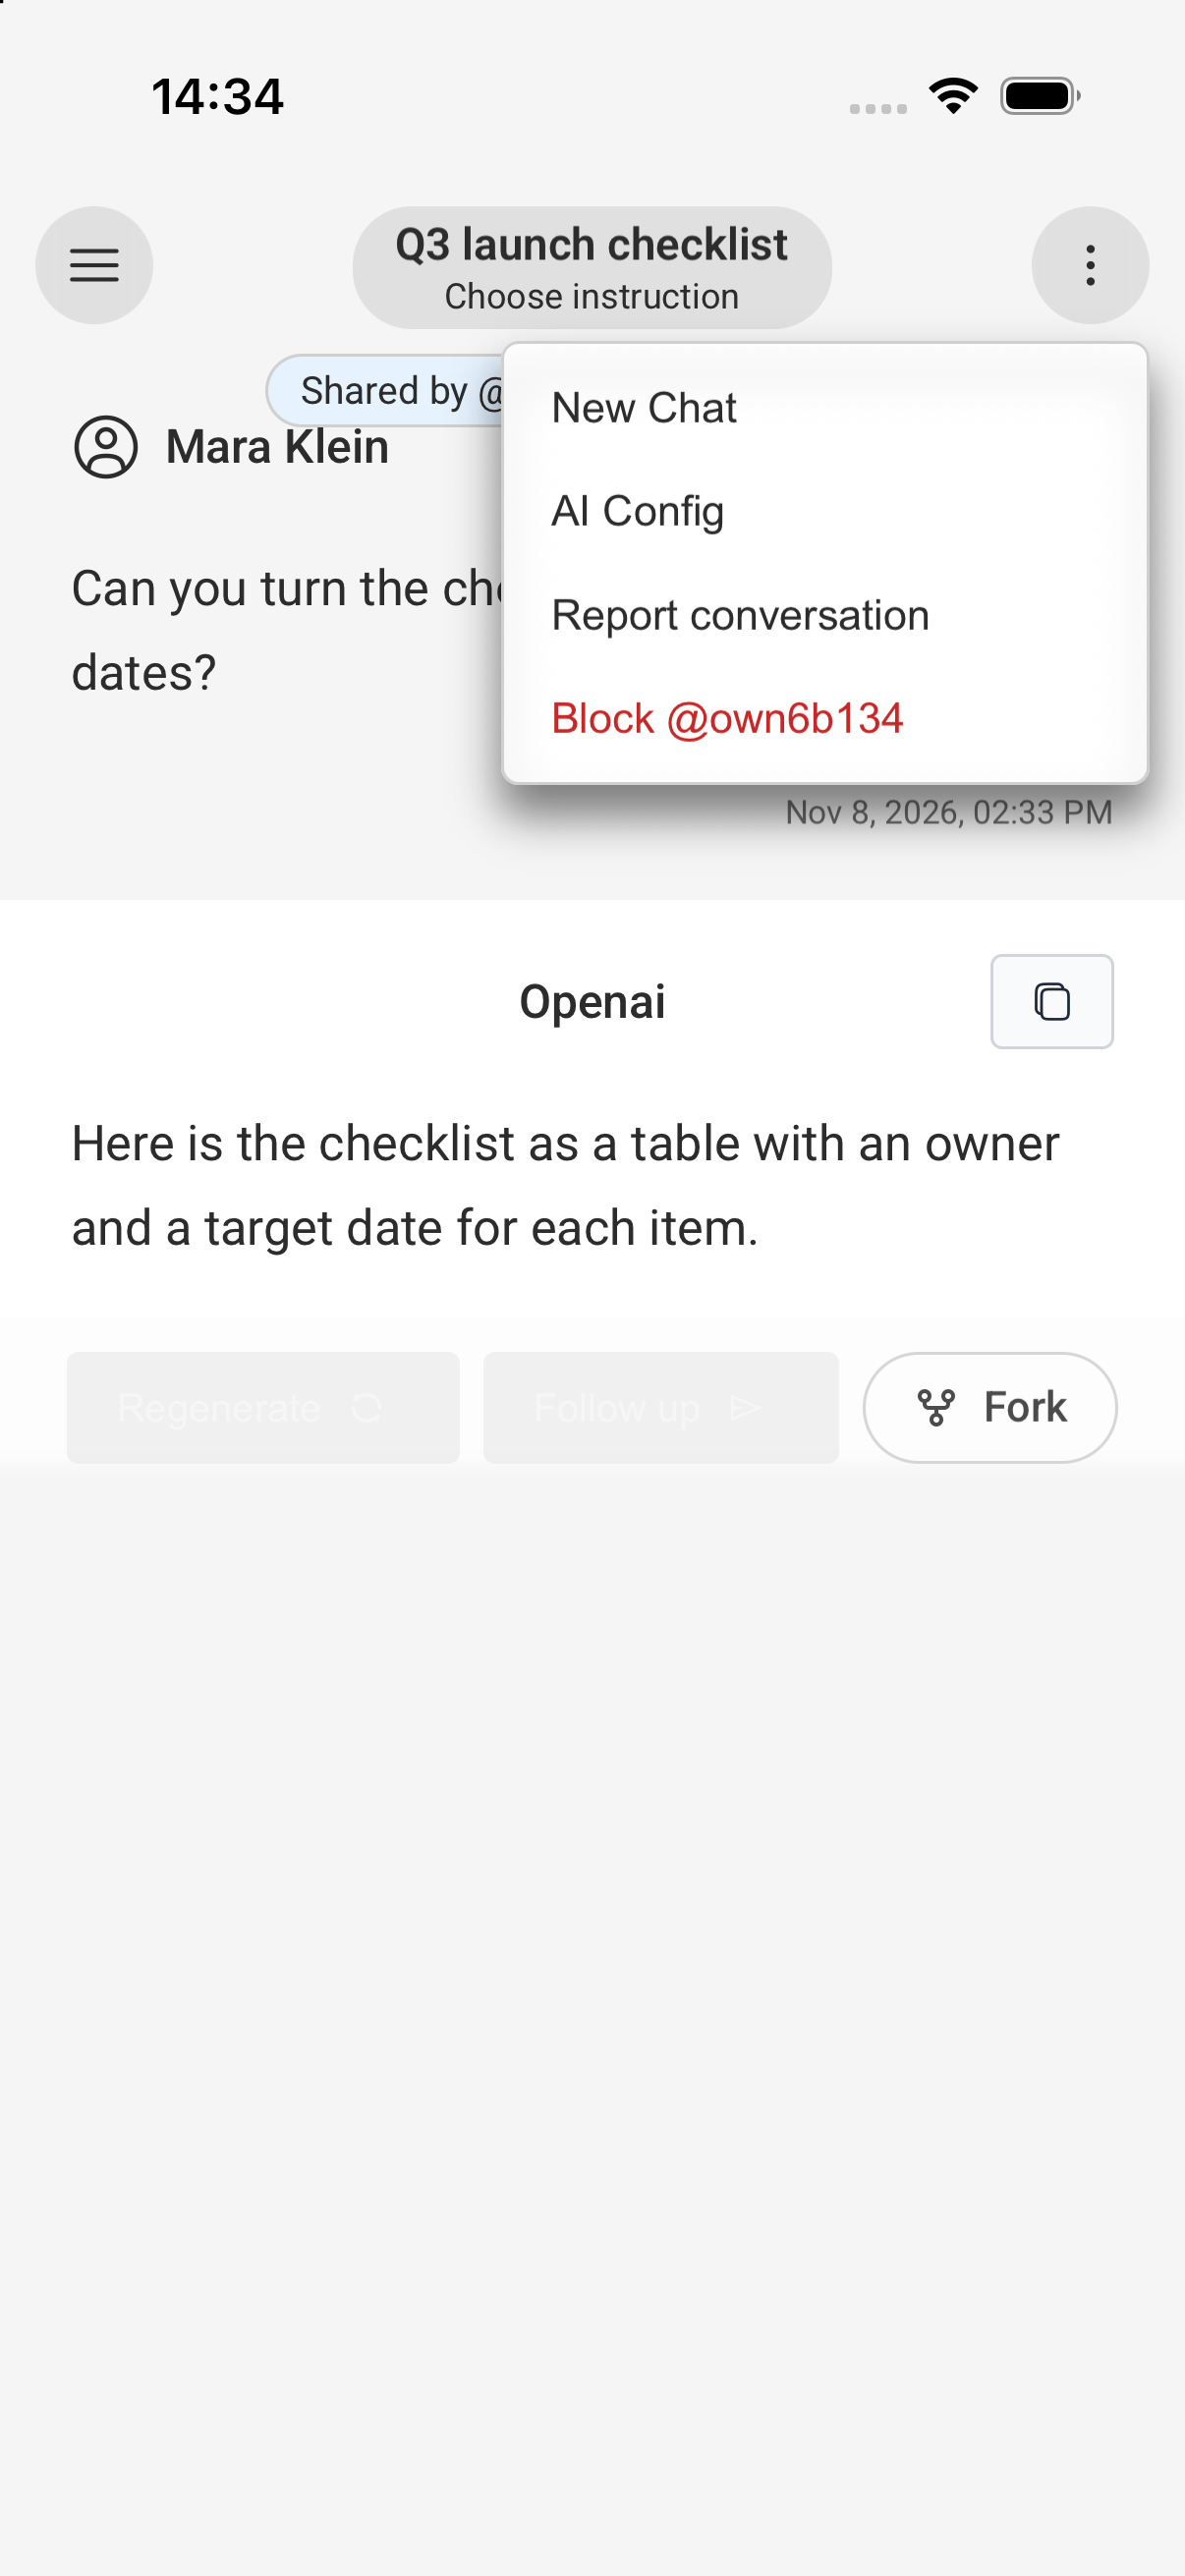 14:34
Q3 launch checklist
Choose instruction
Shared by @
New Chat
Mara Klein
AI Config
Can you turn the
Report conversation
dates?
Block @own6b134
Nov 8, 2026, 02:33 PM
Openai
Here is the checklist as a table with an owner
and a target date for each item.
Regenerate
Follow up
Fork